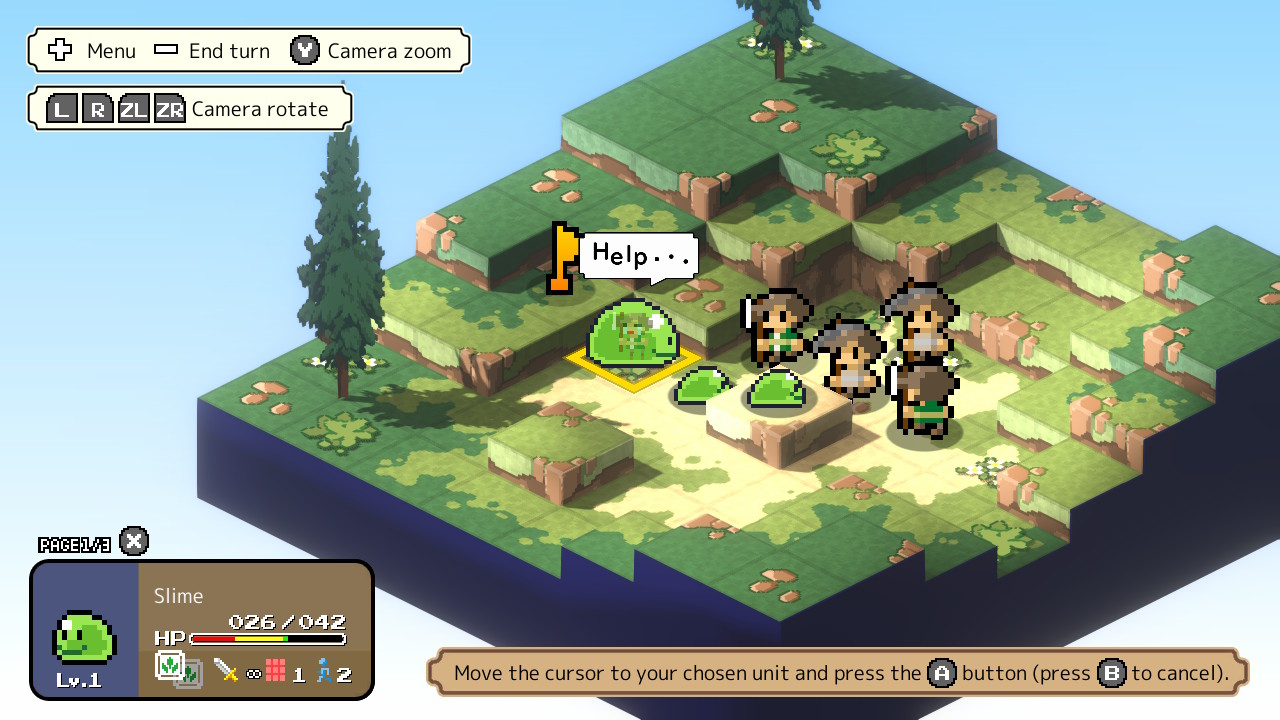 Menu End turn Y Camera zoom
L R ZL ZR Camera rotate
Help...
PAGE1/3 X
Slime
026/042
HP
∞ 1 2
Lv.1
Move the cursor to your chosen unit and press the A button (press B to cancel).